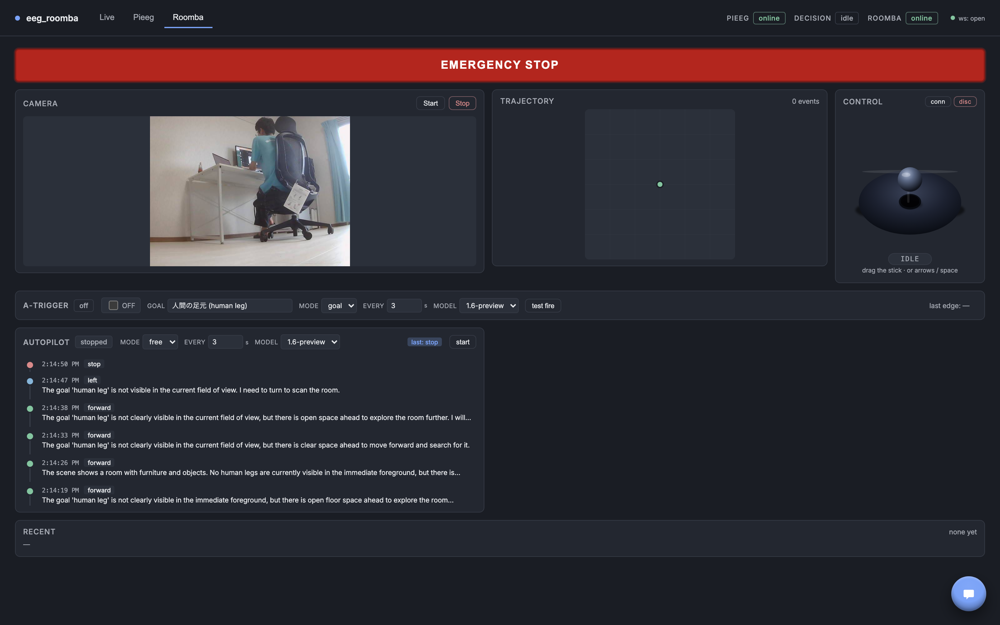 eeg_roomba Live Pieeg Roomba PIEEG online DECISION idle ROOMBA online ws: open
EMERGENCY STOP
CAMERA Start Stop
TRAJECTORY 0 events
CONTROL conn disc
IDLE
drag the stick · or arrows / space
A-TRIGGER off OFF GOAL 人間の足元 (human leg) MODE goal EVERY 3 s MODEL 1.6-preview test fire last edge: —
AUTOPILOT stopped MODE free EVERY 3 s MODEL 1.6-preview last: stop start
2:14:50 PM stop
2:14:47 PM left
The goal 'human leg' is not visible in the current field of view. I need to turn to scan the room.
2:14:38 PM forward
The goal 'human leg' is not clearly visible in the current field of view, but there is open space ahead to explore the room further. I will...
2:14:33 PM forward
The goal 'human leg' is not clearly visible in the current field of view, but there is clear space ahead to move forward and search for it.
2:14:26 PM forward
The scene shows a room with furniture and objects. No human legs are currently visible in the immediate foreground, but there is...
2:14:19 PM forward
The goal 'human leg' is not clearly visible in the immediate foreground, but there is open floor space ahead to explore the room...
RECENT none yet
—